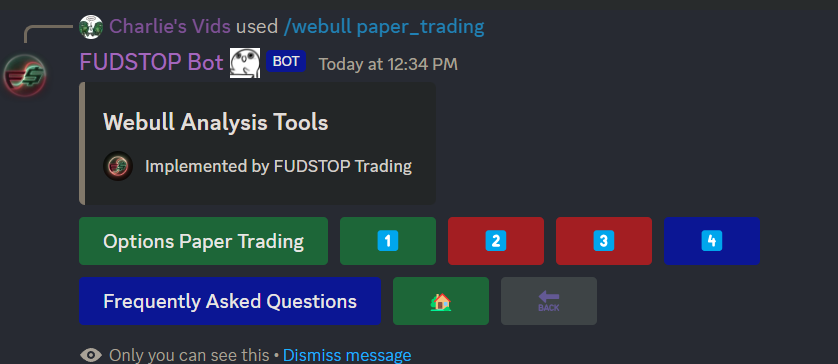 Charlie's Vids used /webull paper_trading
FUDSTOP Bot BOT Today at 12:34 PM
Webull Analysis Tools
Implemented by FUDSTOP Trading
Options Paper Trading 1 2 3 4
Frequently Asked Questions BACK
Only you can see this • Dismiss message